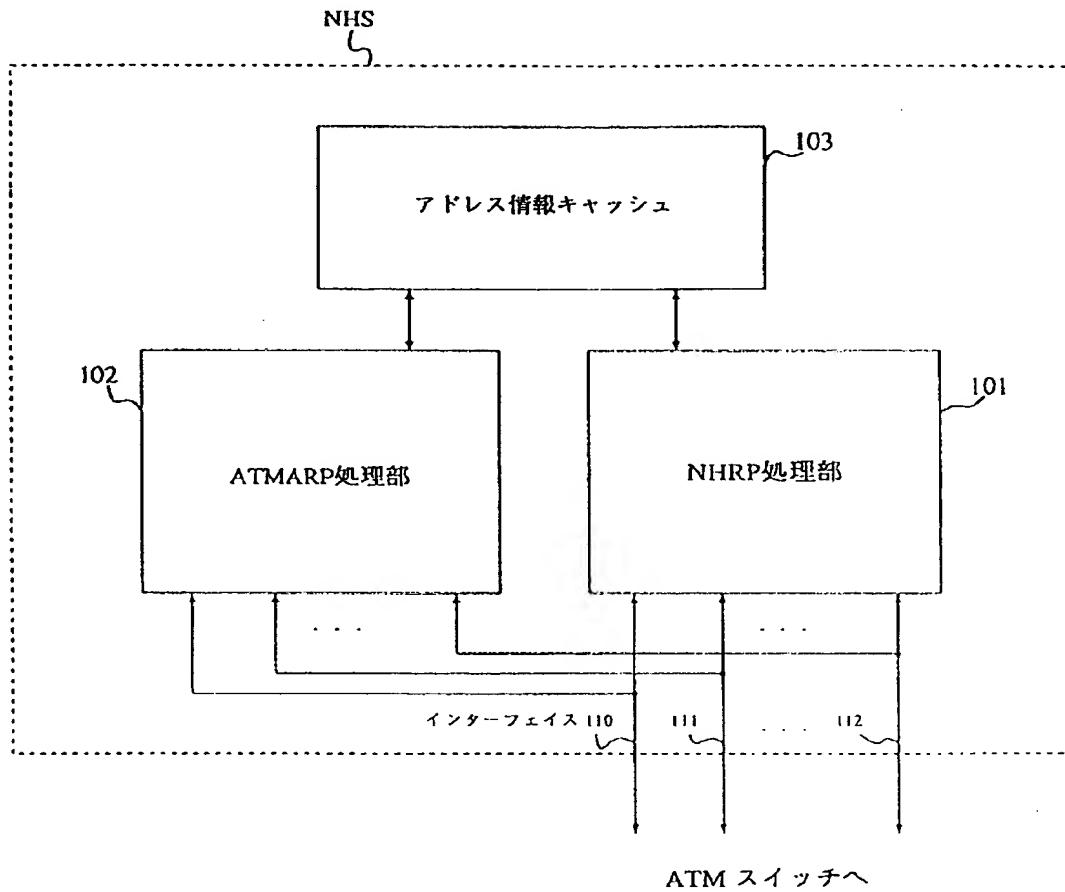 NHS
103
アドレス情報キャッシュ
102
101
ATMARP処理部
NHRP処理部
. . .
. . .
インターフェイス 110
111
. . .
112
ATM スイッチへ